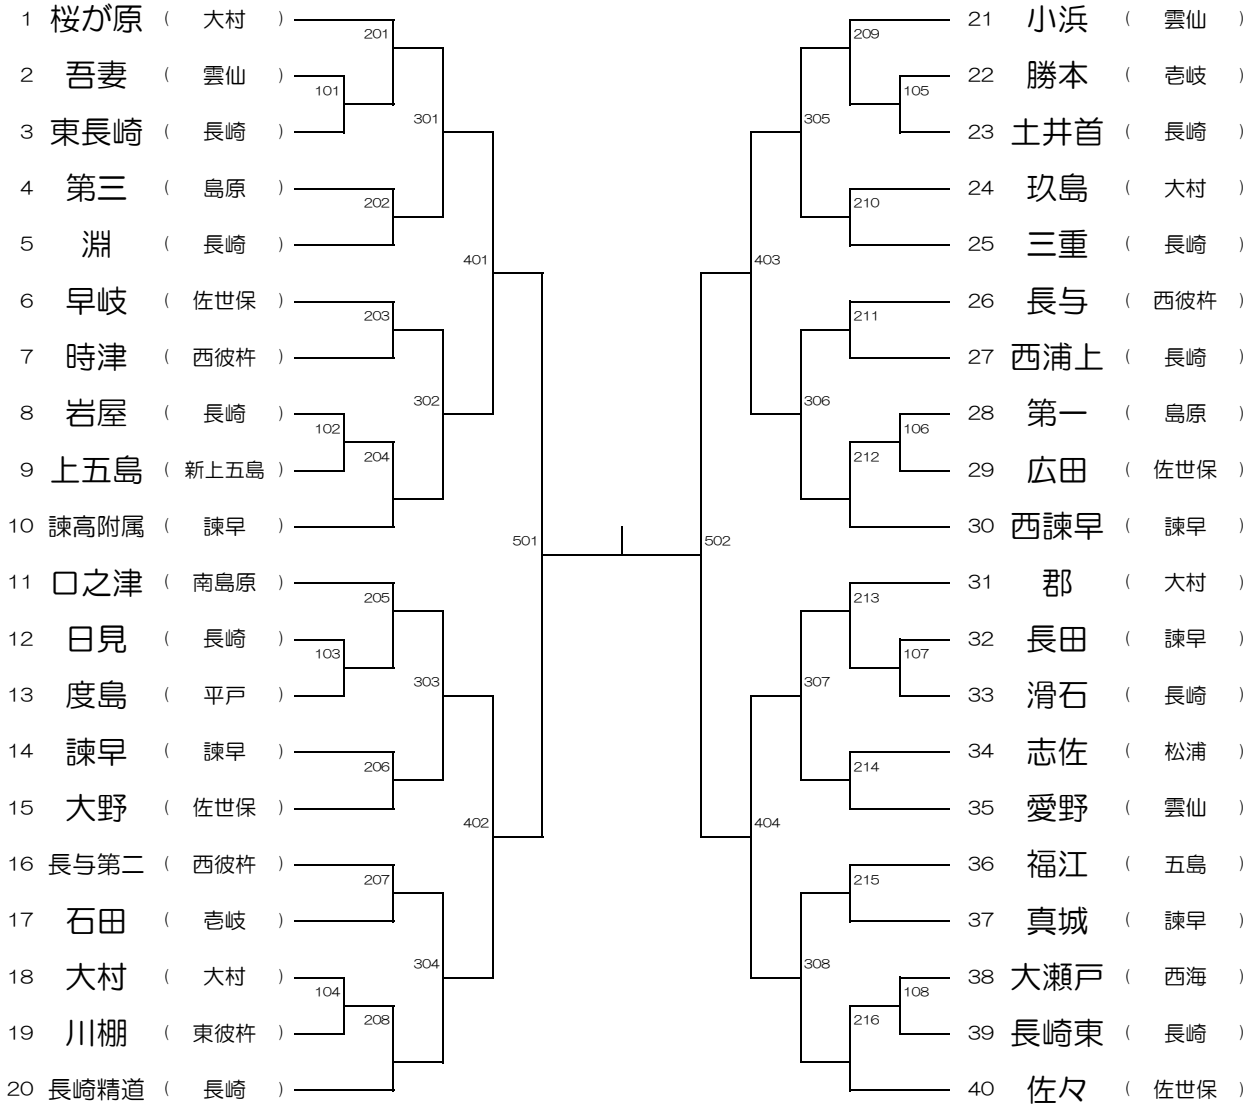 1 桜が原 ( 大村 )
2 吾妻 ( 雲仙 )
3 東長崎 ( 長崎 )
4 第三 ( 島原 )
5 淵 ( 長崎 )
6 早岐 ( 佐世保 )
7 時津 ( 西彼杵 )
8 岩屋 ( 長崎 )
9 上五島 ( 新上五島 )
10 諫高附属 ( 諫早 )
11 口之津 ( 南島原 )
12 日見 ( 長崎 )
13 度島 ( 平戸 )
14 諫早 ( 諫早 )
15 大野 ( 佐世保 )
16 長与第二 ( 西彼杵 )
17 石田 ( 壱岐 )
18 大村 ( 大村 )
19 川棚 ( 東彼杵 )
20 長崎精道 ( 長崎 )
201
101
301
202
401
203
302
102
204
501
205
103
303
206
402
207
304
104
208
209
105
305
210
403
211
306
106
212
502
213
107
307
214
404
215
308
108
216
21 小浜 ( 雲仙 )
22 勝本 ( 壱岐 )
23 土井首 ( 長崎 )
24 玖島 ( 大村 )
25 三重 ( 長崎 )
26 長与 ( 西彼杵 )
27 西浦上 ( 長崎 )
28 第一 ( 島原 )
29 広田 ( 佐世保 )
30 西諫早 ( 諫早 )
31 郡 ( 大村 )
32 長田 ( 諫早 )
33 滑石 ( 長崎 )
34 志佐 ( 松浦 )
35 愛野 ( 雲仙 )
36 福江 ( 五島 )
37 真城 ( 諫早 )
38 大瀬戸 ( 西海 )
39 長崎東 ( 長崎 )
40 佐々 ( 佐世保 )